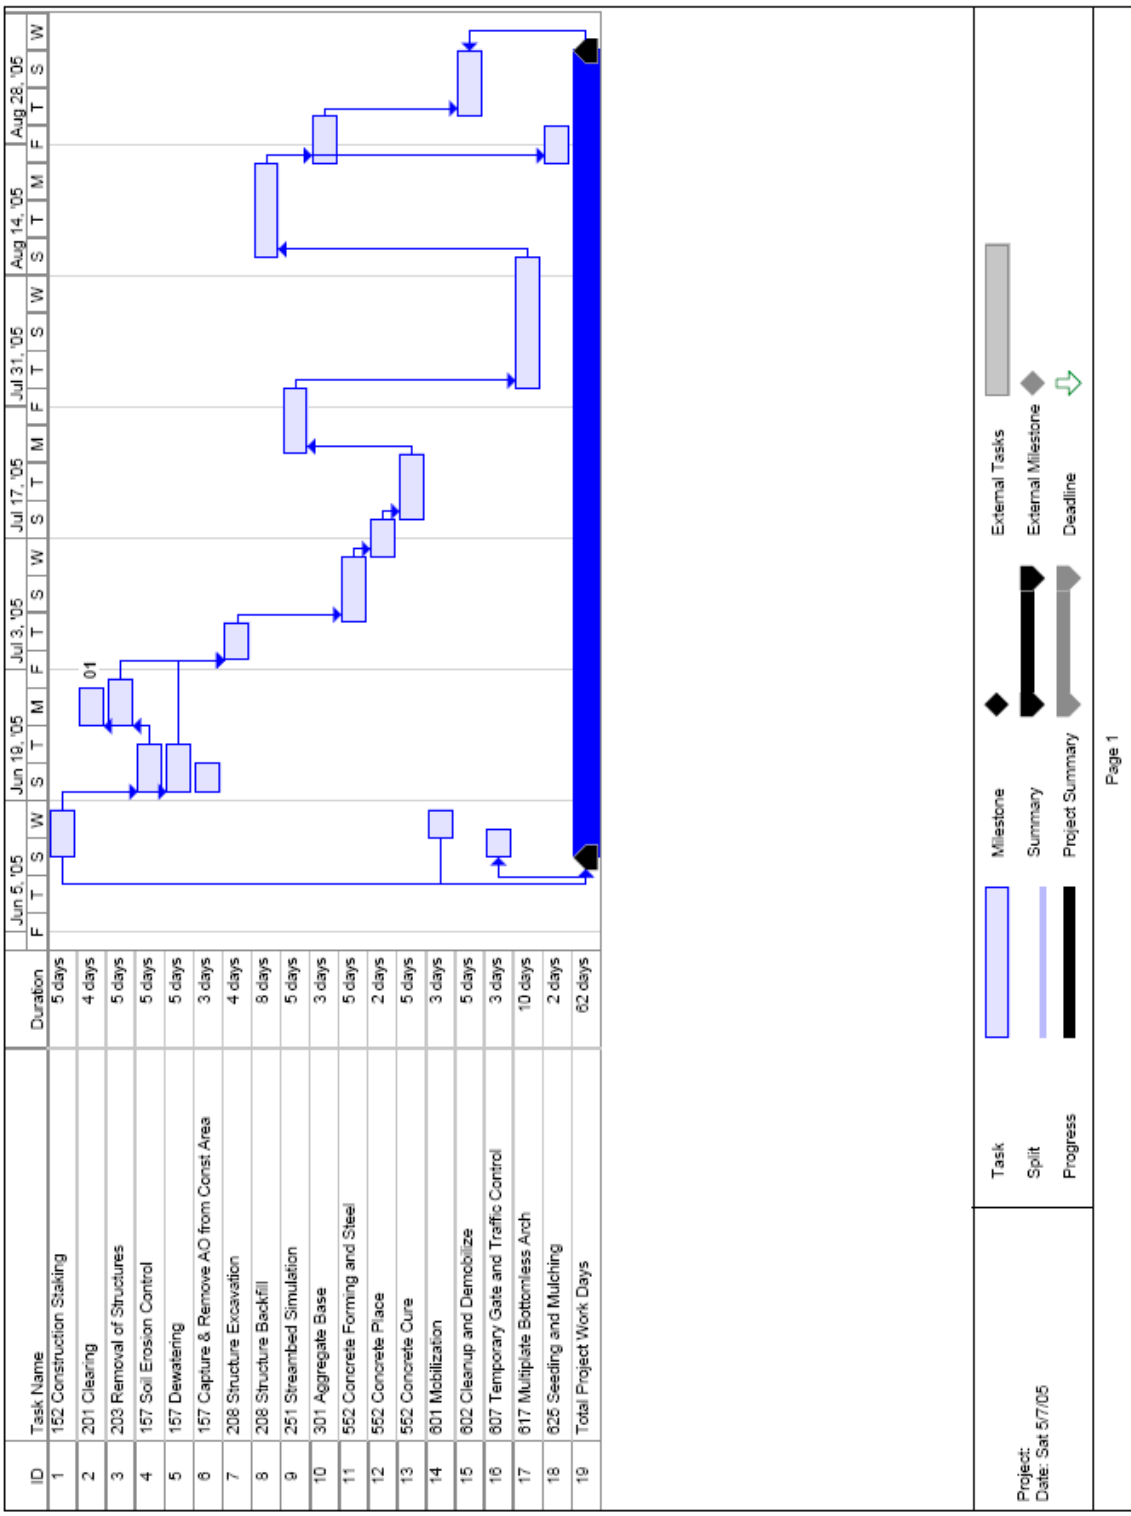 ID Task Name Duration Jun 5, '05 Jun 19, '05 Jul 3, '05 Jul 17, '05 Jul 31, '05 Aug 14, '05 Aug 28, '05
F T S W S T M F T S W S T M F T S W S T M F T S W
1 152 Construction Staking 5 days
2 201 Clearing 4 days 01
3 203 Removal of Structures 5 days
4 157 Soil Erosion Control 5 days
5 157 Dewatering 5 days
6 157 Capture & Remove AO from Const Area 3 days
7 208 Structure Excavation 4 days
8 208 Structure Backfill 8 days
9 251 Streambed Simulation 5 days
10 301 Aggregate Base 3 days
11 552 Concrete Forming and Steel 5 days
12 552 Concrete Place 2 days
13 552 Concrete Cure 5 days
14 601 Mobilization 3 days
15 602 Cleanup and Demobilize 5 days
16 607 Temporary Gate and Traffic Control 3 days
17 617 Multiplate Bottomless Arch 10 days
18 625 Seeding and Mulching 2 days
19 Total Project Work Days 62 days
Project:
Date: Sat 5/7/05
Task Milestone External Tasks
Split Summary External Milestone
Progress Project Summary Deadline
Page 1